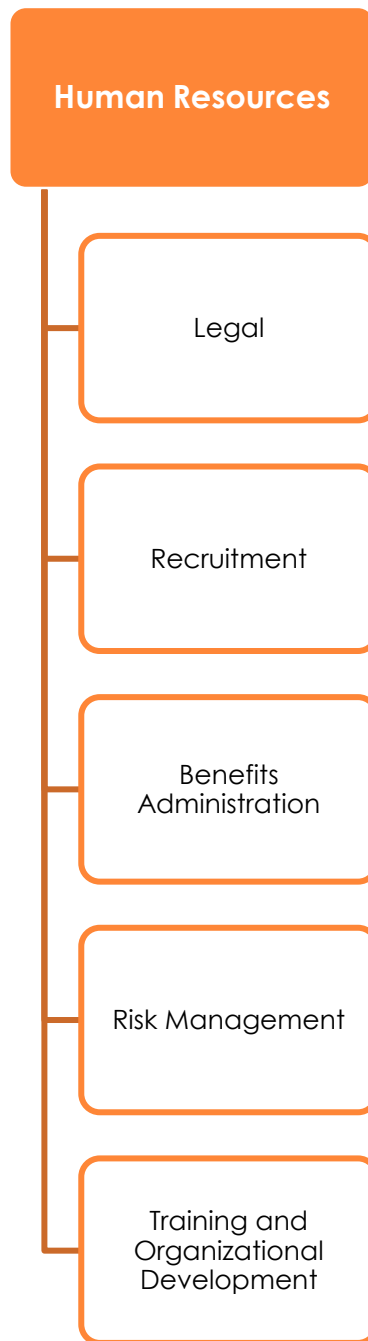 Human Resources
Legal
Recruitment
Benefits
Administration
Risk Management
Training and
Organizational
Development